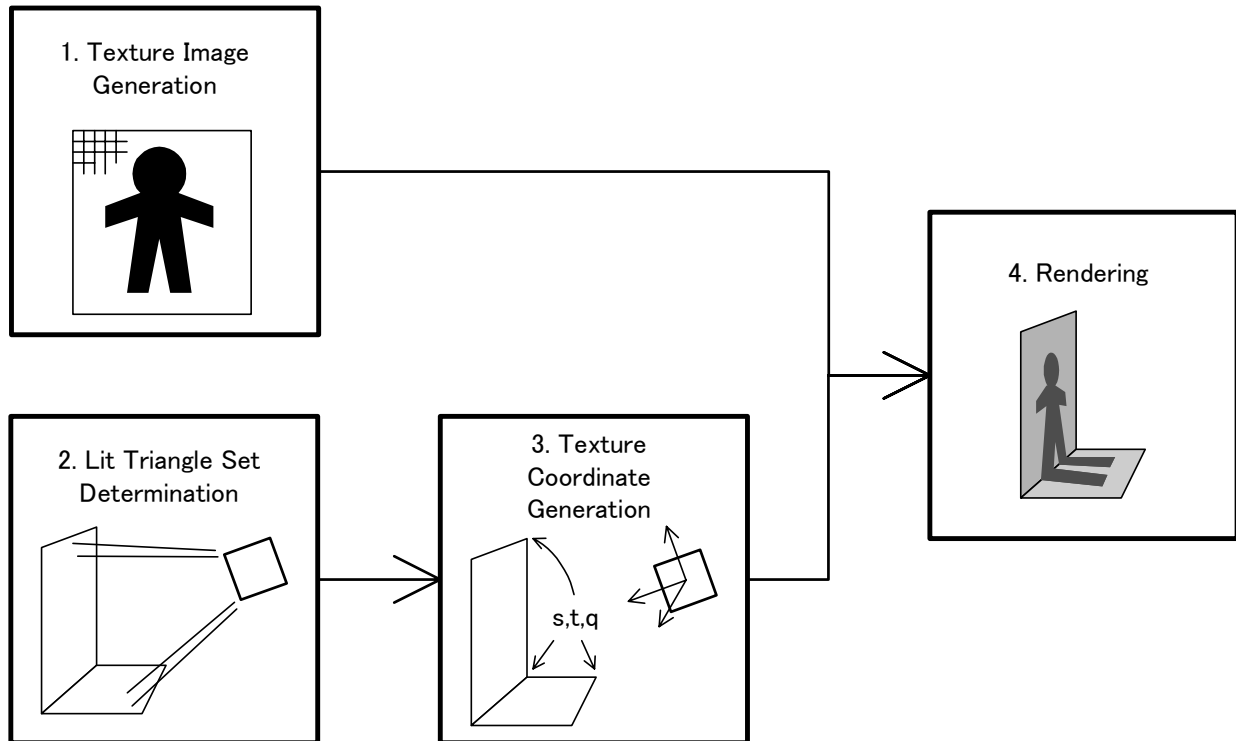 1. Texture Image
Generation
2. Lit Triangle Set
Determination
3. Texture
Coordinate
Generation
s,t,q
4. Rendering